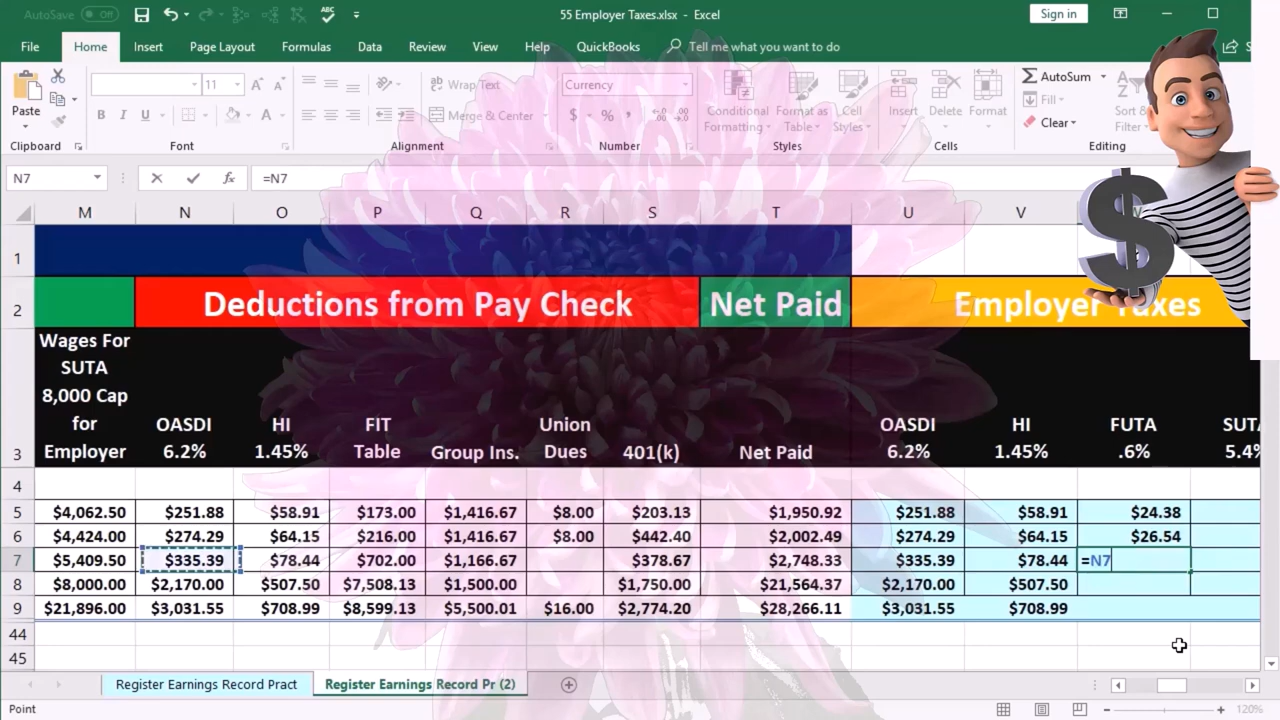 AutoSave Off ABC 55 Employer Taxes.xlsx - Excel Sign in
File Home Insert Page Layout Formulas Data Review View Help QuickBooks Tell me what you want to do S
Paste 11 A A ab Wrap Text Currency Conditional Formatting Format as Table Cell Styles Insert Delete Format AutoSum Sort & Filter
B I U A Merge & Center $ % , Fill
Clear
Clipboard Font Alignment Number Styles Cells Editing
N7 fx =N7
M N O P Q R S T U V W
1
2 Deductions from Pay Check Net Paid Employer Taxes
3 Wages For SUTA 8,000 Cap for Employer OASDI 6.2% HI 1.45% FIT Table Group Ins. Union Dues 401(k) Net Paid OASDI 6.2% HI 1.45% FUTA .6% SUTA 5.4%
4
5 $4,062.50 $251.88 $58.91 $173.00 $1,416.67 $8.00 $203.13 $1,950.92 $251.88 $58.91 $24.38
6 $4,424.00 $274.29 $64.15 $216.00 $1,416.67 $8.00 $442.40 $2,002.49 $274.29 $64.15 $26.54
7 $5,409.50 $335.39 $78.44 $702.00 $1,166.67 $378.67 $2,748.33 $335.39 $78.44 =N7
8 $8,000.00 $2,170.00 $507.50 $7,508.13 $1,500.00 $1,750.00 $21,564.37 $2,170.00 $507.50
9 $21,896.00 $3,031.55 $708.99 $8,599.13 $5,500.01 $16.00 $2,774.20 $28,266.11 $3,031.55 $708.99
44
45
Register Earnings Record Pract Register Earnings Record Pr (2)
Point 120%